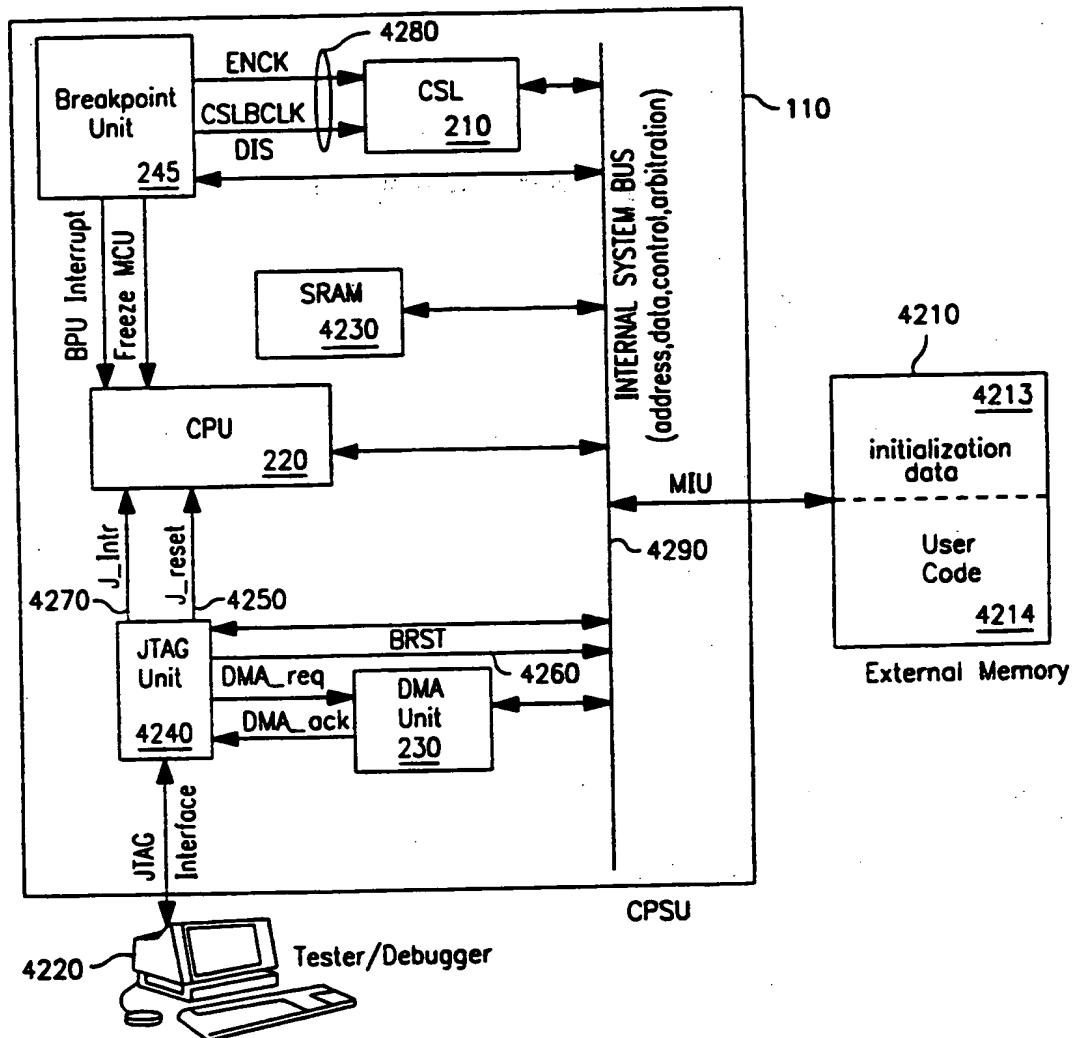 4280
ENCK
CSLBCLK
DIS
Breakpoint
Unit
245
CSL
210
110
INTERNAL SYSTEM BUS
(address,data,control,arbitration)
BPU Interrupt
Freeze MCU
SRAM
4230
CPU
220
4210
4213
initialization
data
User
Code
4214
External Memory
MIU
4290
J_Intr
J_reset
4270
4250
JTAG
Unit
4240
BRST
4260
DMA_req
DMA_ack
DMA
Unit
230
JTAG
Interface
CPSU
4220
Tester/Debugger